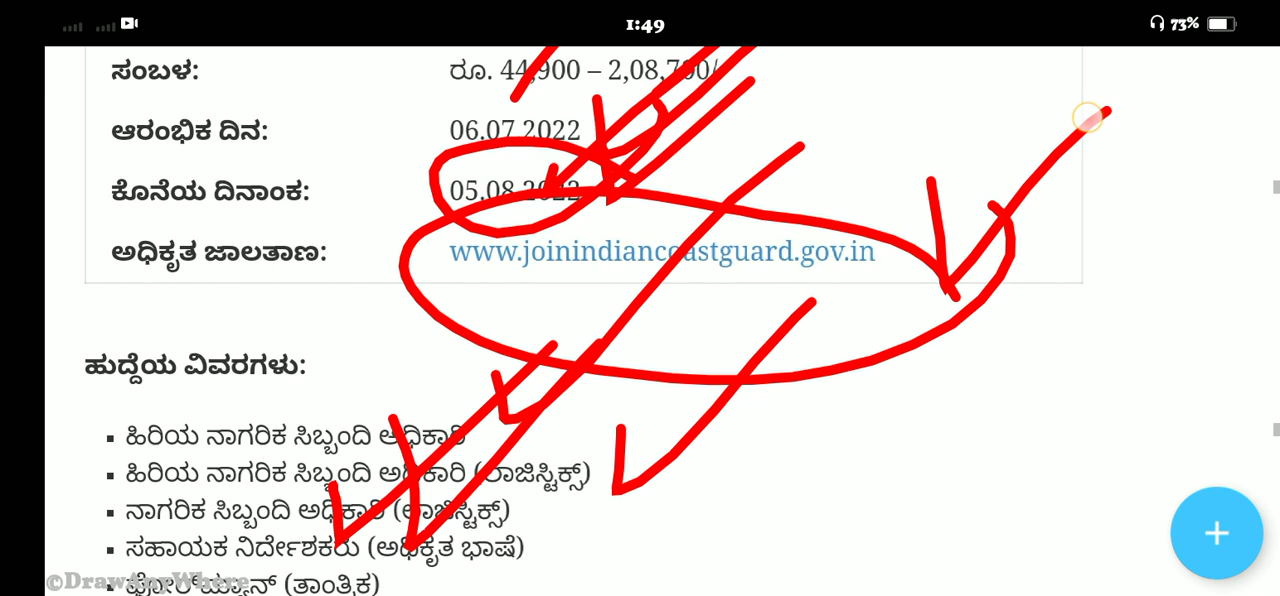 1:49
73%
ಸಂಬಳ: ರೂ. 44,900 – 2,08,700/-
ಆರಂಭಿಕ ದಿನ: 06.07.2022
ಕೊನೆಯ ದಿನಾಂಕ: 05.08.2022
ಅಧಿಕೃತ ಜಾಲತಾಣ: www.joinindiancoastguard.gov.in
ಹುದ್ದೆಯ ವಿವರಗಳು:
▪ ಹಿರಿಯ ನಾಗರಿಕ ಸಿಬ್ಬಂದಿ ಅಧಿಕಾರಿ
▪ ಹಿರಿಯ ನಾಗರಿಕ ಸಿಬ್ಬಂದಿ ಅಧಿಕಾರಿ (ಲಾಜಿಸ್ಟಿಕ್ಸ್)
▪ ನಾಗರಿಕ ಸಿಬ್ಬಂದಿ ಅಧಿಕಾರಿ (ಲಾಜಿಸ್ಟಿಕ್ಸ್)
▪ ಸಹಾಯಕ ನಿರ್ದೇಶಕರು (ಅಧಿಕೃತ ಭಾಷೆ)
▪ (ತಾಂತ್ರಿಕ)
©DrawAnyWhere